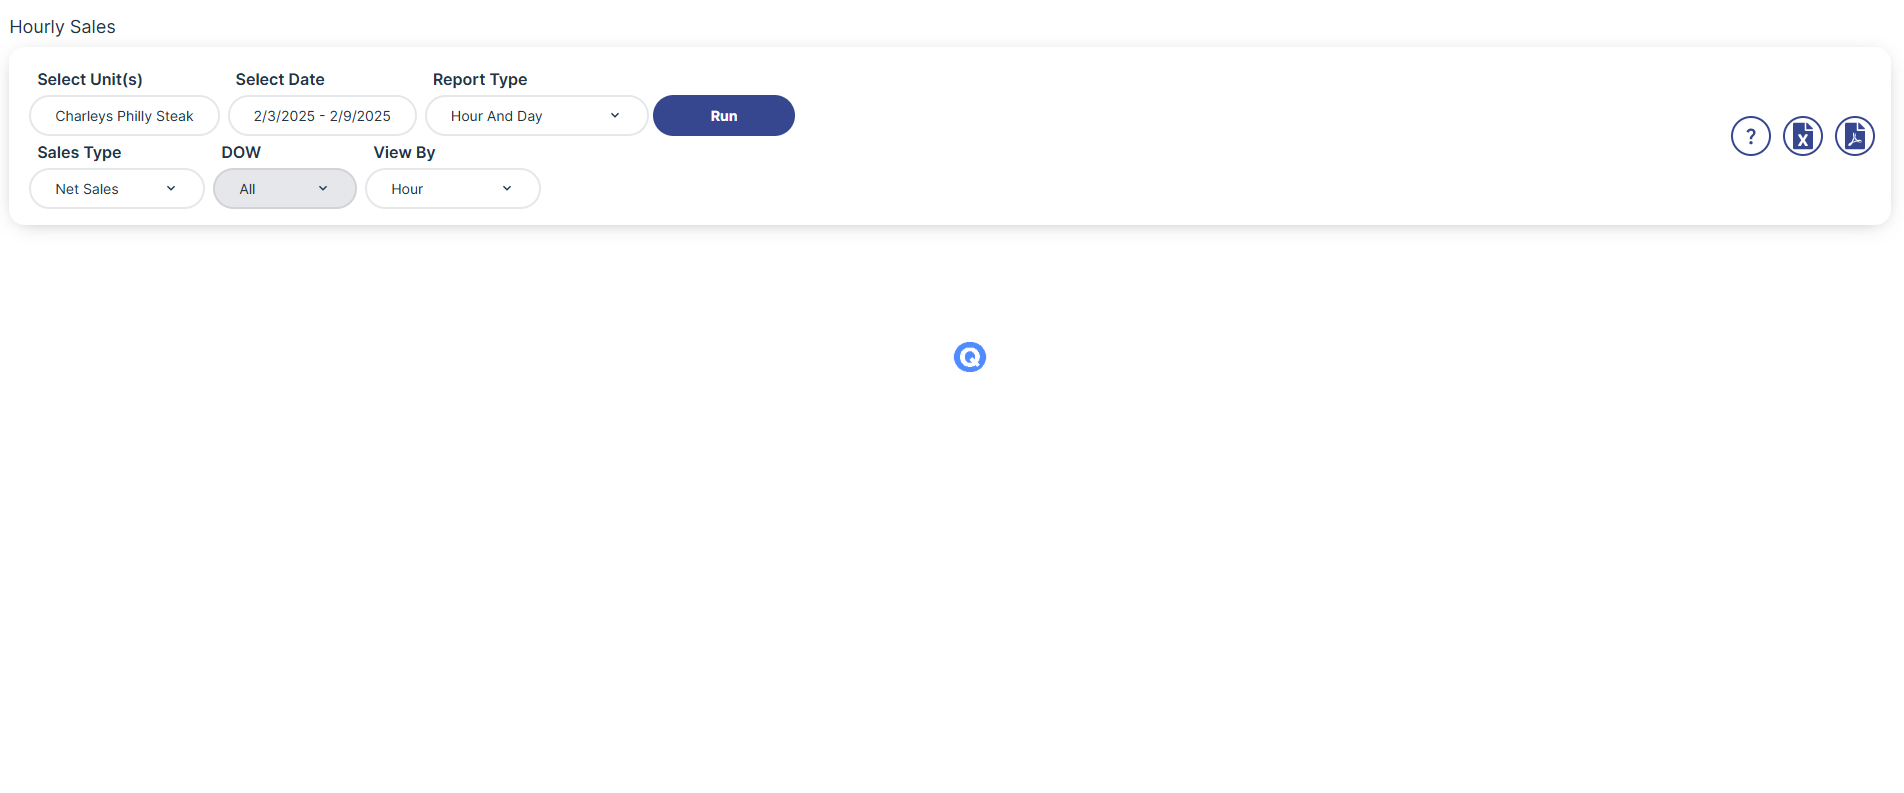 Hourly Sales
Select Unit(s) Select Date Report Type
Charleys Philly Steak 2/3/2025 - 2/9/2025 Hour And Day Run
? X
Sales Type DOW View By
Net Sales All Hour
Q